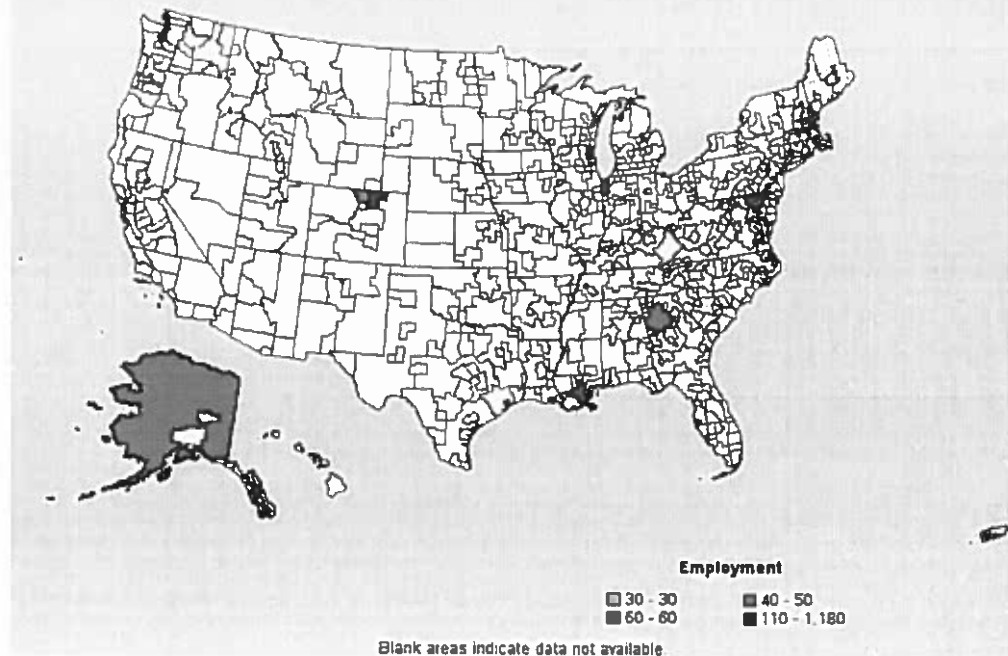 Employment
30 - 30 40 - 50
60 - 60 110 - 1,180
Blank areas indicate data not available.